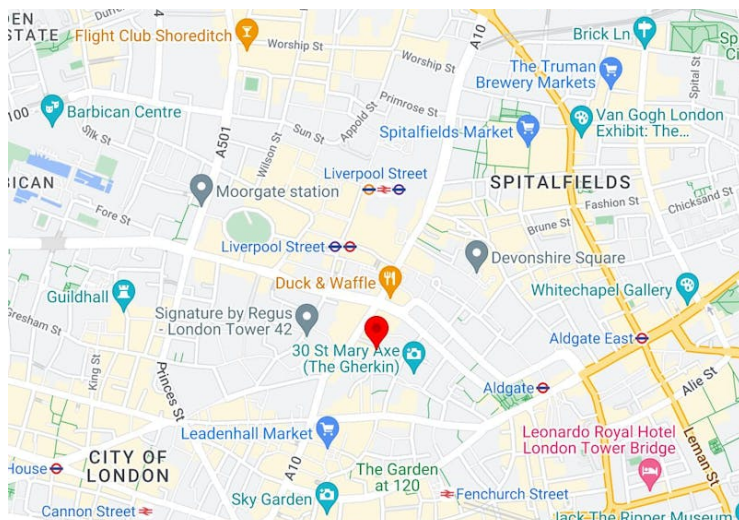 DEN
ESTATE
Flight Club Shoreditch
Worship St
A10
Brick Ln
Worship St
The Truman
Brewery Markets
Spital St
100
Barbican Centre
Silk St
A501
Primrose St
Appold St
Sun St
Wilson St
Spitalfields Market
Van Gogh London
Exhibit: The...
BICAN
Moorgate station
Liverpool Street
SPITALFIELDS
Fashion St
Chicksand St
Fore St
Brune St
Liverpool Street
Devonshire Square
Duck & Waffle
Whitechapel Gallery
Guildhall
Signature by Regus
- London Tower 42
Gresham St
30 St Mary Axe
(The Gherkin)
Aldgate East
King St
Princes St
Aldgate
Alie St
Leadenhall Market
Leonardo Royal Hotel
London Tower Bridge
Leman St
CITY OF
LONDON
House
A10
The Garden
at 120
Sky Garden
Fenchurch Street
Cannon Street
Jack The Ripper Museum